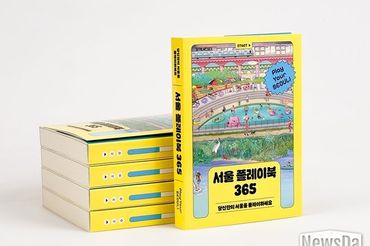 START
Play
Your
SEOUL!
서울 플레이북
365
당신만의 서울을 플레이하세요
서울 플레이북 365
NewsDa